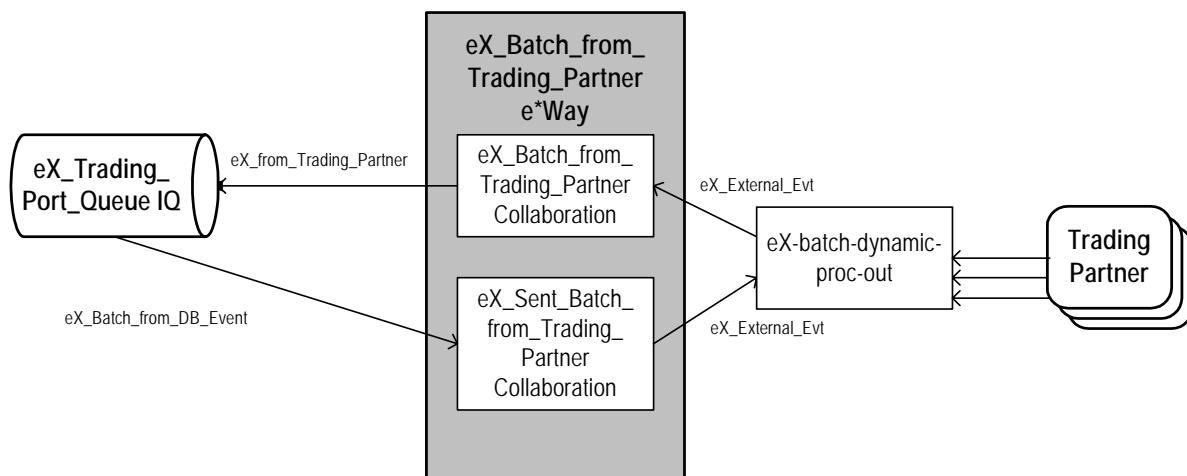 eX_Batch_from_
Trading_Partner
e*Way
eX_Trading_
Port_Queue IQ
eX_from_Trading_Partner
eX_Batch_from_
Trading_Partner
Collaboration
eX_External_Evt
eX-batch-dynamic-
proc-out
Trading
Partner
eX_Batch_from_DB_Event
eX_Sent_Batch_
from_Trading_
Partner
Collaboration
eX_External_Evt